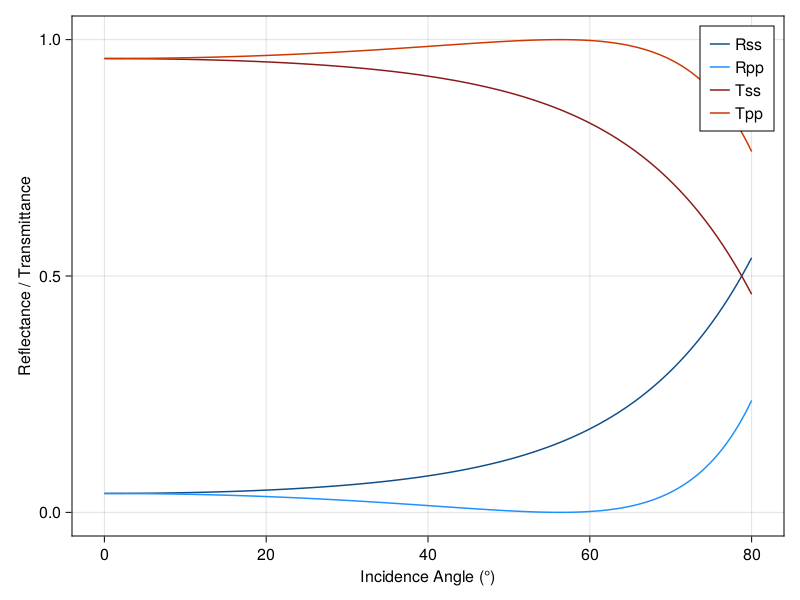 1.0
0.5
0.0
Reflectance / Transmittance
Rss
Rpp
Tss
Tpp
0 20 40 60 80
Incidence Angle (°)